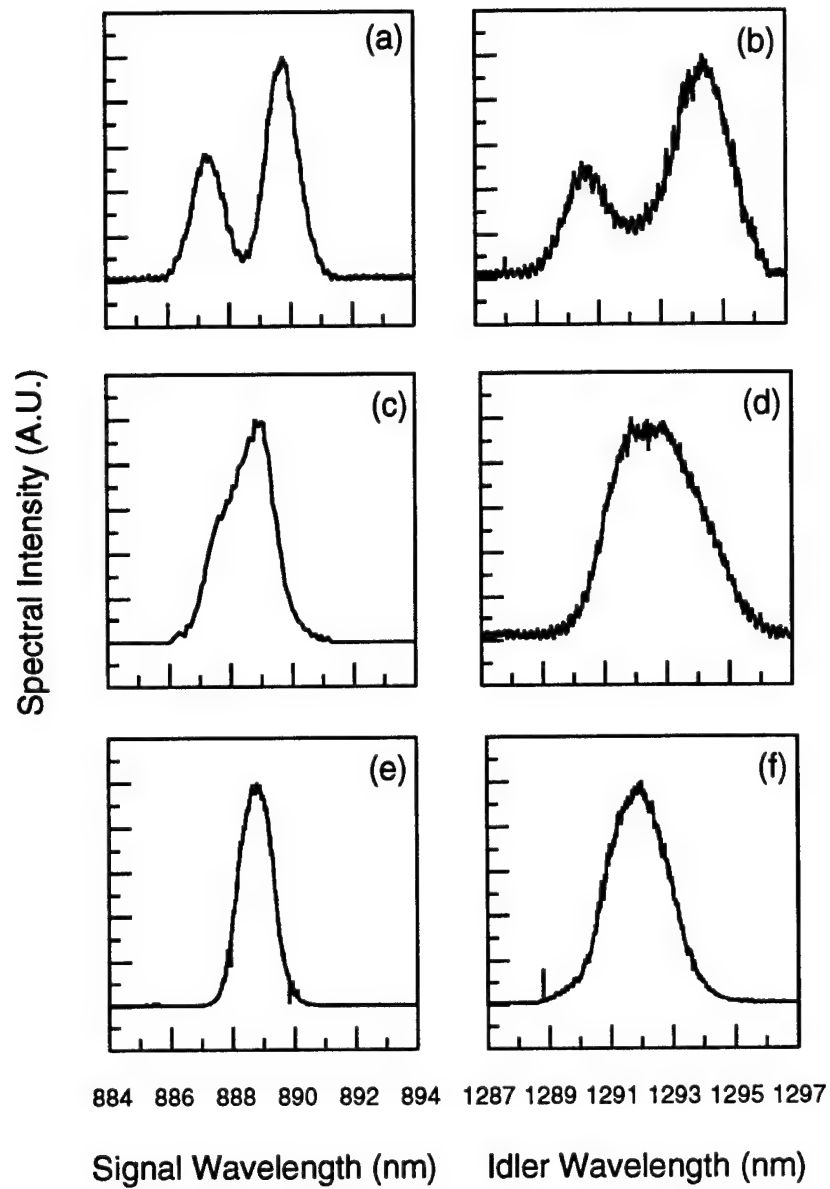 (a)
(b)
(c)
(d)
(e)
(f)
Spectral Intensity (A.U.)
884 886 888 890 892 894
1287 1289 1291 1293 1295 1297
Signal Wavelength (nm)
Idler Wavelength (nm)